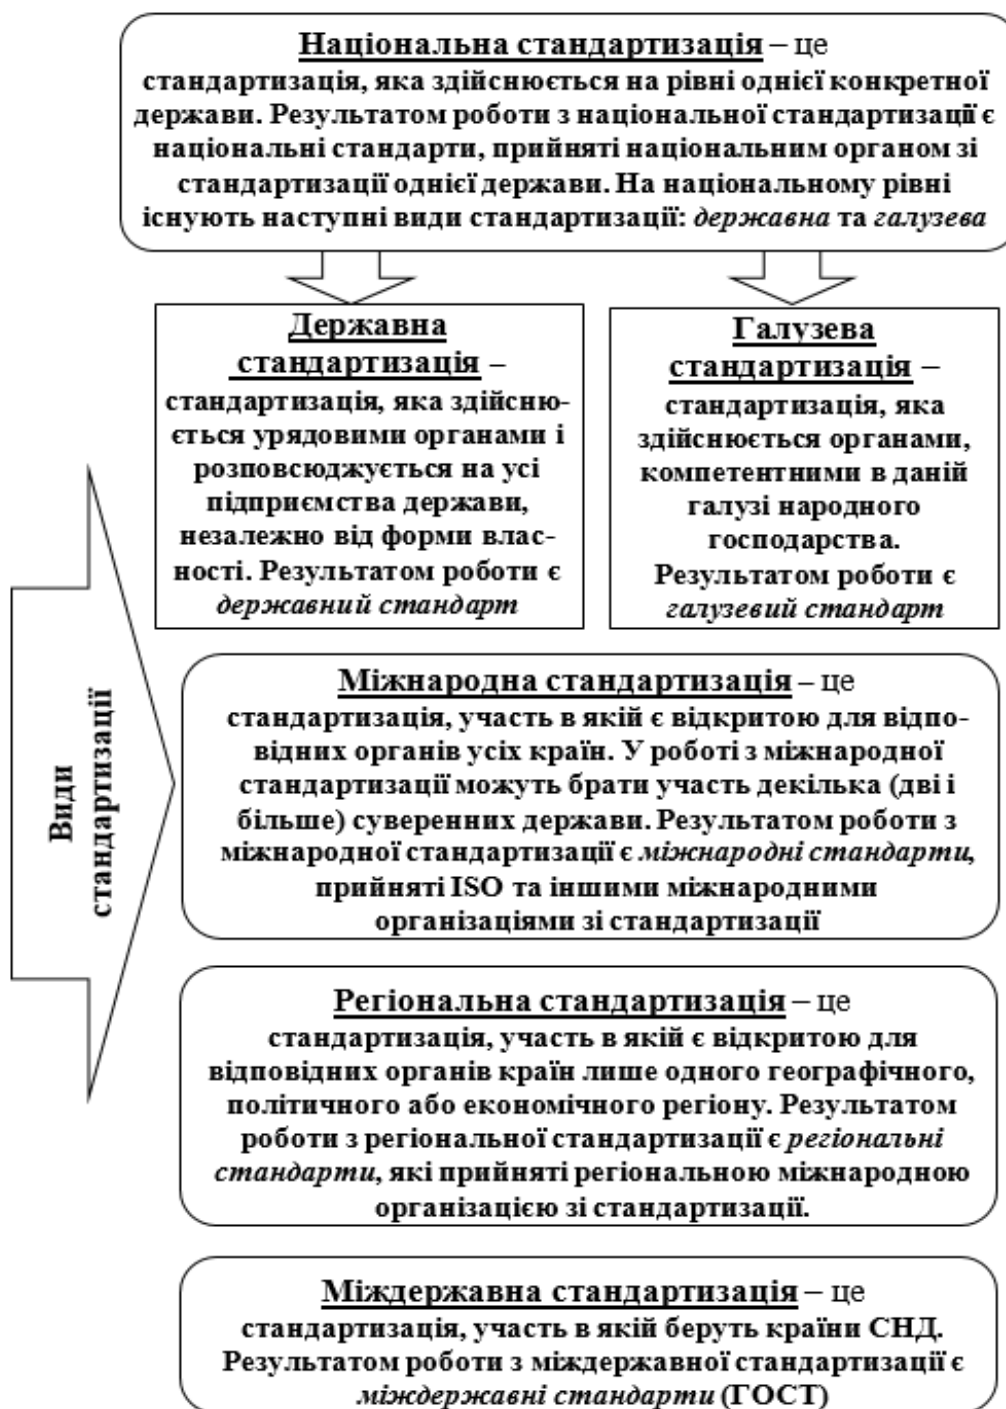 Національна стандартизація – це
стандартизація, яка здійснюється на рівні однієї конкретної
держави. Результатом роботи з національної стандартизації є
національні стандарти, прийняті національним органом зі
стандартизації однієї держави. На національному рівні
існують наступні види стандартизації: державна та галузева
Державна
стандартизація –
стандартизація, яка здійсню-
ється урядовими органами і
розповсюджується на усі
підприємства держави,
незалежно від форми влас-
ності. Результатом роботи є
державний стандарт
Галузева
стандартизація –
стандартизація, яка
здійснюється органами,
компетентними в даній
галузі народного
господарства.
Результатом роботи є
галузевий стандарт
Види
стандартизації
Міжнародна стандартизація – це
стандартизація, участь в якій є відкритою для відпо-
відних органів усіх країн. У роботі з міжнародної
стандартизації можуть брати участь декілька (дві і
більше) суверенних держави. Результатом роботи з
міжнародної стандартизації є міжнародні стандарти,
прийняті ISO та іншими міжнародними
організаціями зі стандартизації
Регіональна стандартизація – це
стандартизація, участь в якій є відкритою для
відповідних органів країн лише одного географічного,
політичного або економічного регіону. Результатом
роботи з регіональної стандартизації є регіональні
стандарти, які прийняті регіональною міжнародною
організацією зі стандартизації.
Міждержавна стандартизація – це
стандартизація, участь в якій беруть країни СНД.
Результатом роботи з міждержавної стандартизації є
міждержавні стандарти (ГОСТ)